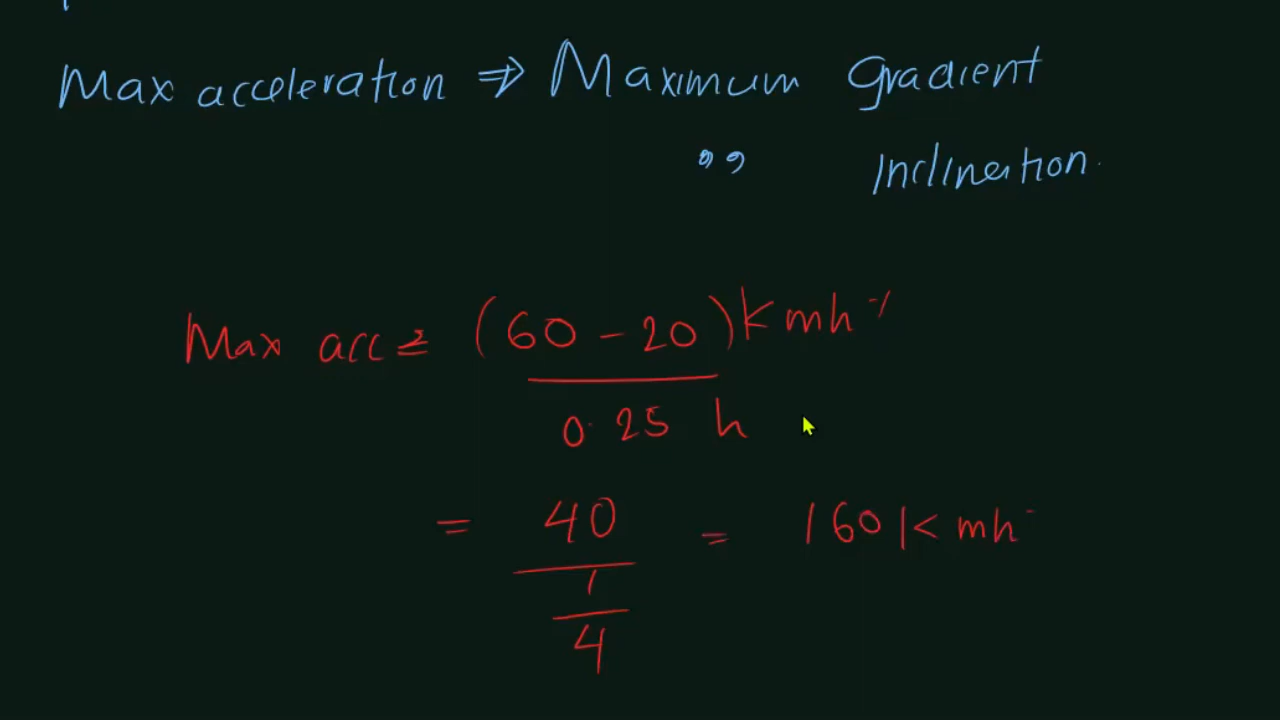 Max acceleration ⇒ Maximum Gradient
,, Inclination.
Max acc = (60 - 20) kmh⁻¹
0.25 h
= 40 = 160 kmh⁻
1
4